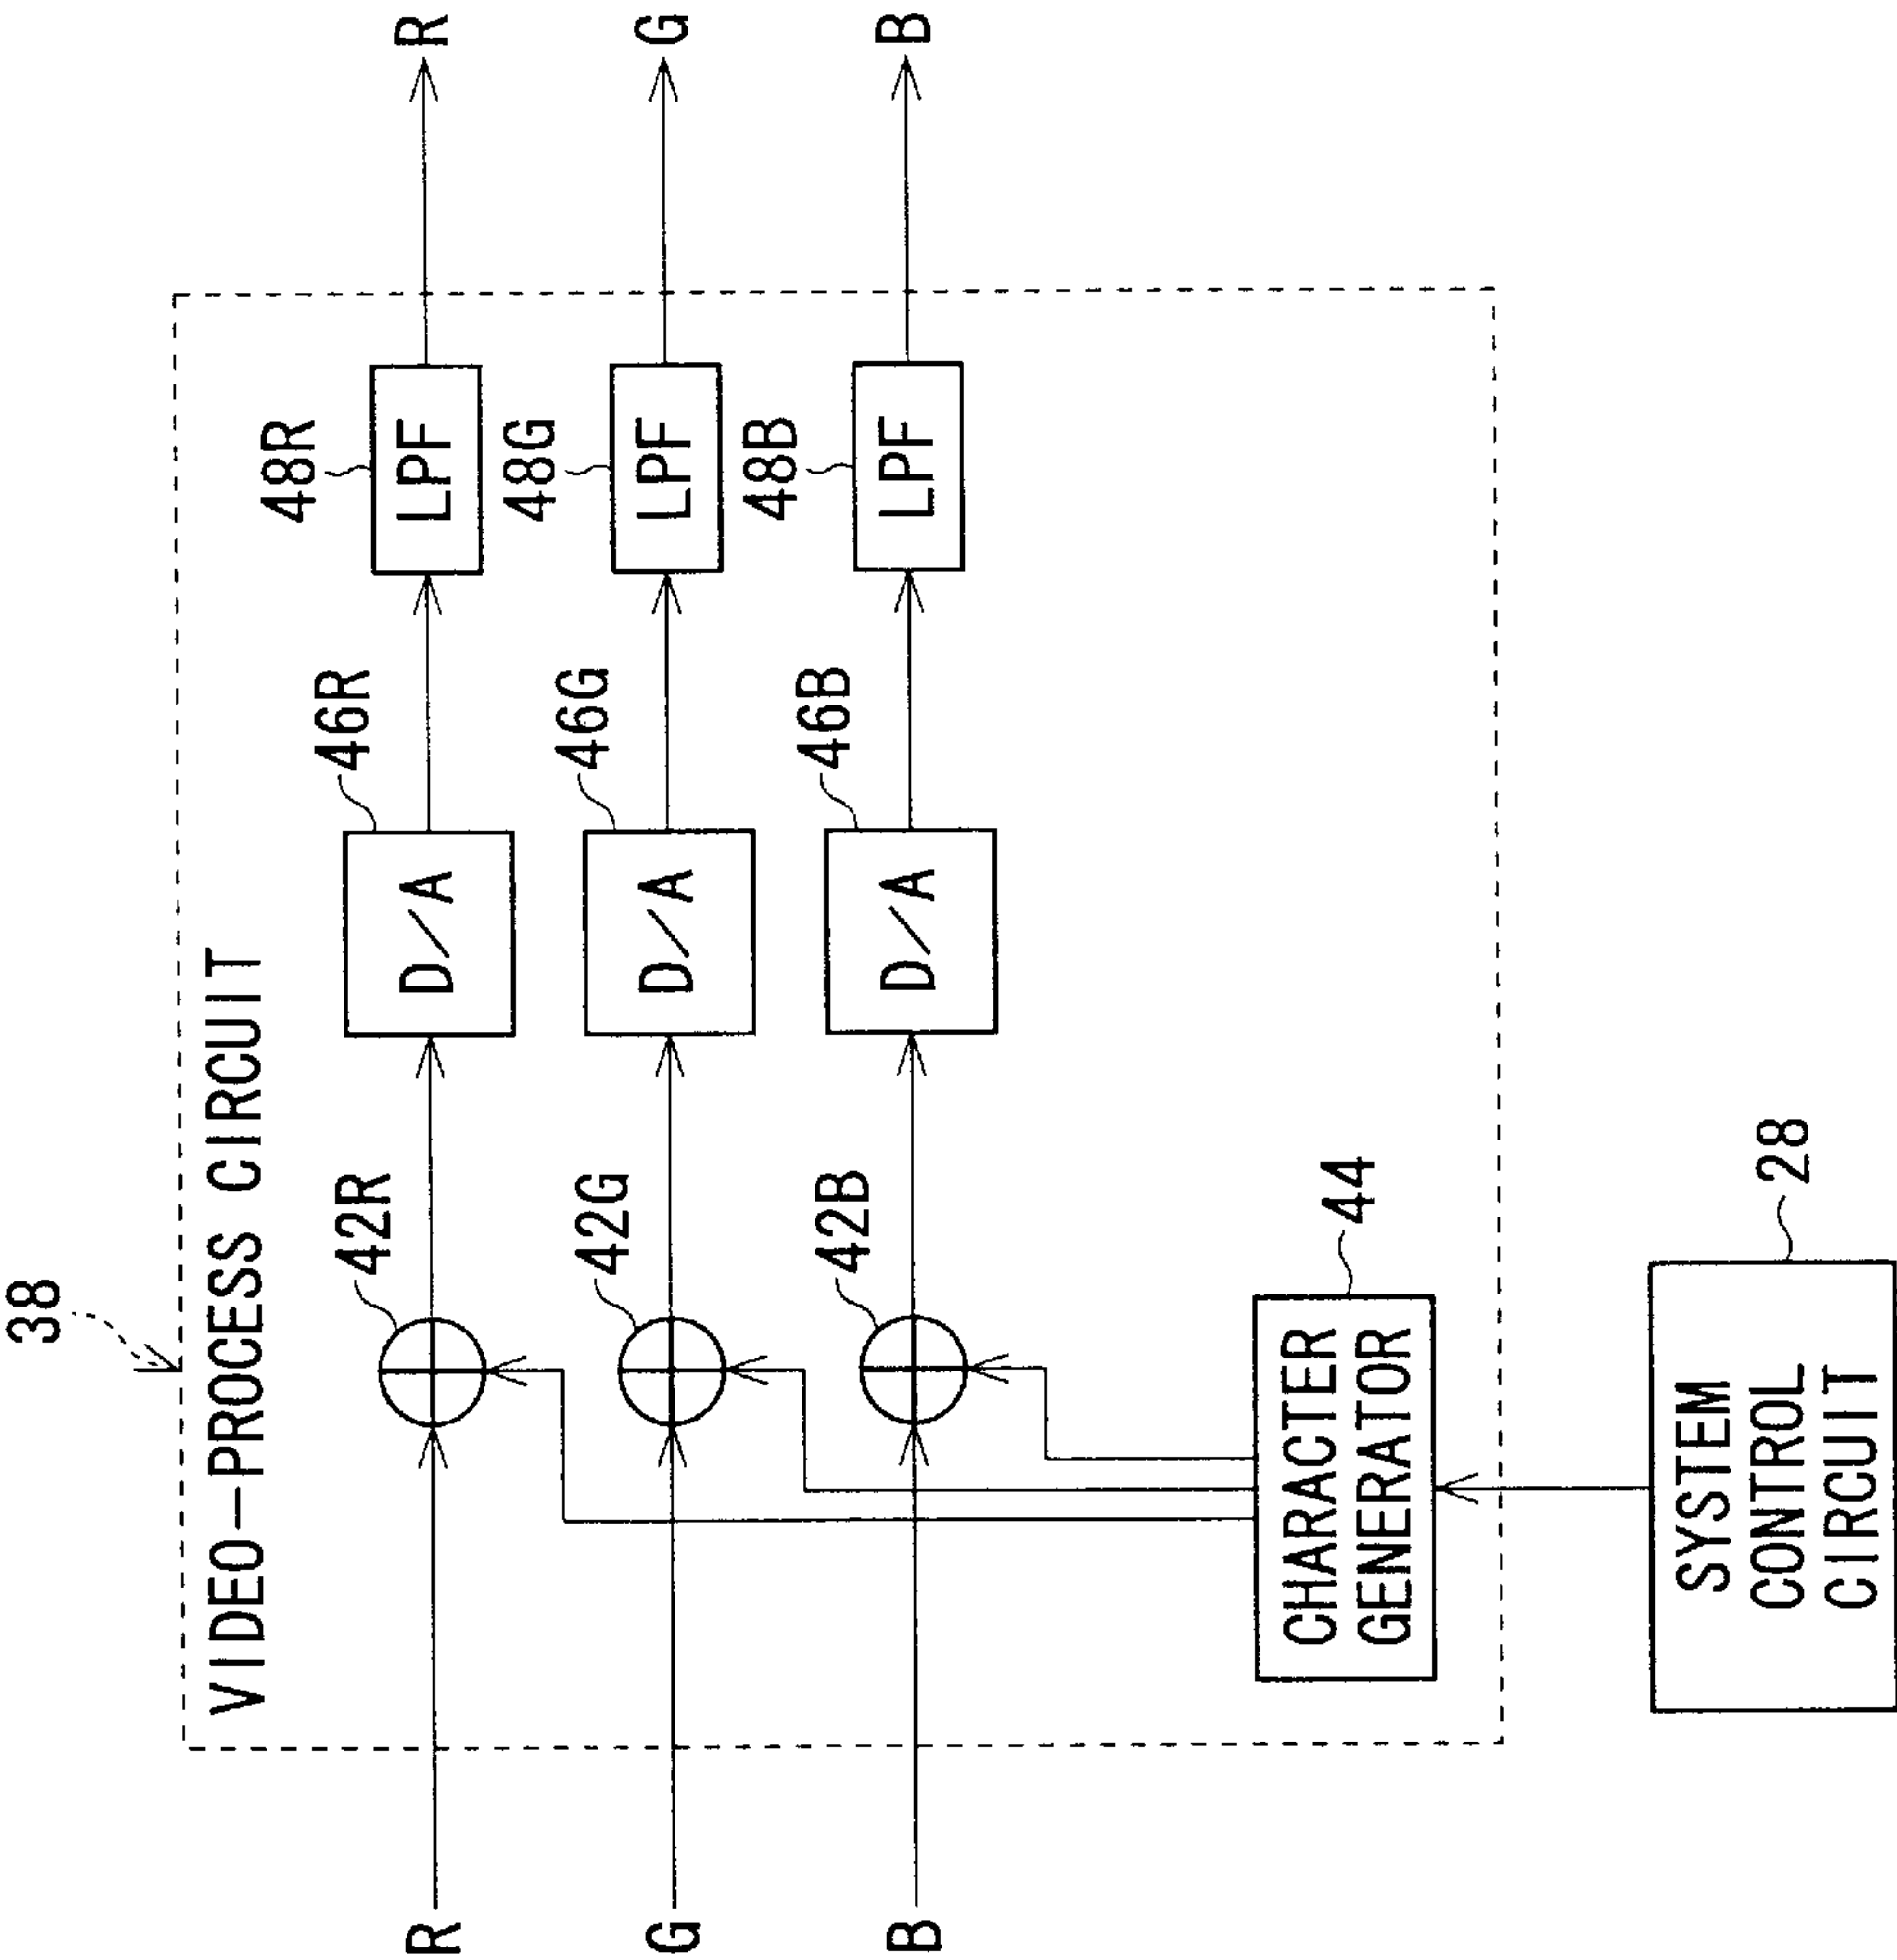 38
VIDEO-PROCESS CIRCUIT
42R
46R
48R
R
D/A
LPF
R
42G
46G
48G
G
D/A
LPF
G
42B
46B
48B
B
D/A
LPF
B
44
CHARACTER
GENERATOR
28
SYSTEM
CONTROL
CIRCUIT